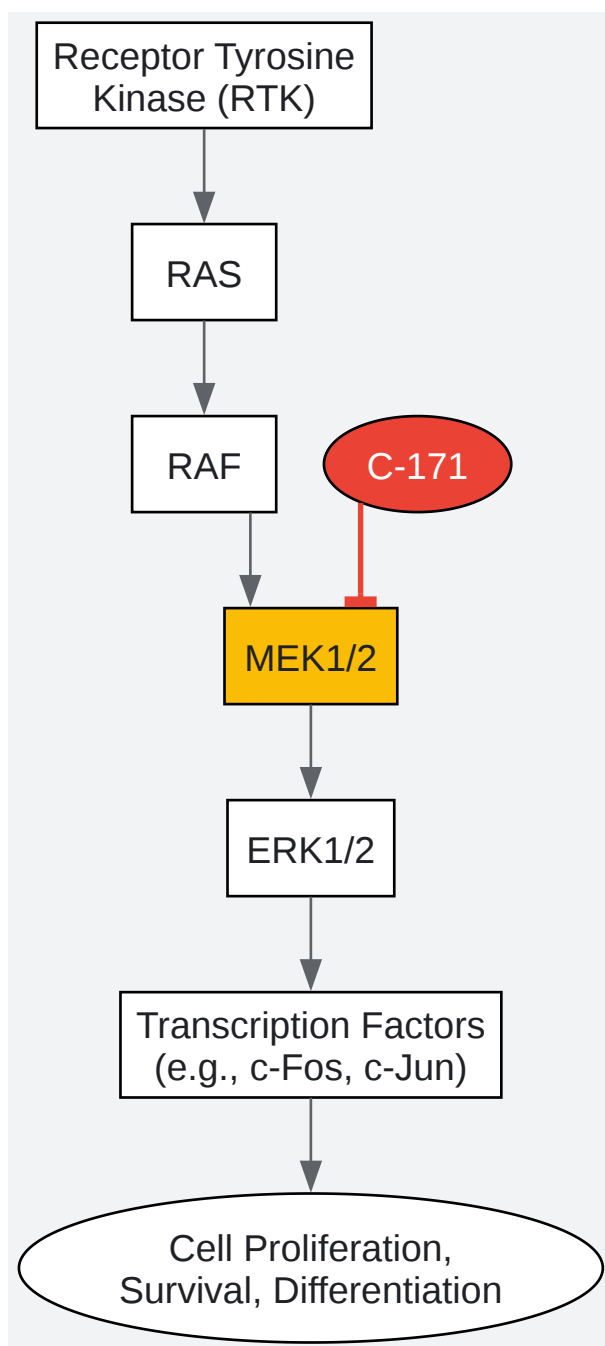 Receptor Tyrosine
Kinase (RTK)
RAS
RAF
C-171
MEK1/2
ERK1/2
Transcription Factors
(e.g., c-Fos, c-Jun)
Cell Proliferation,
Survival, Differentiation